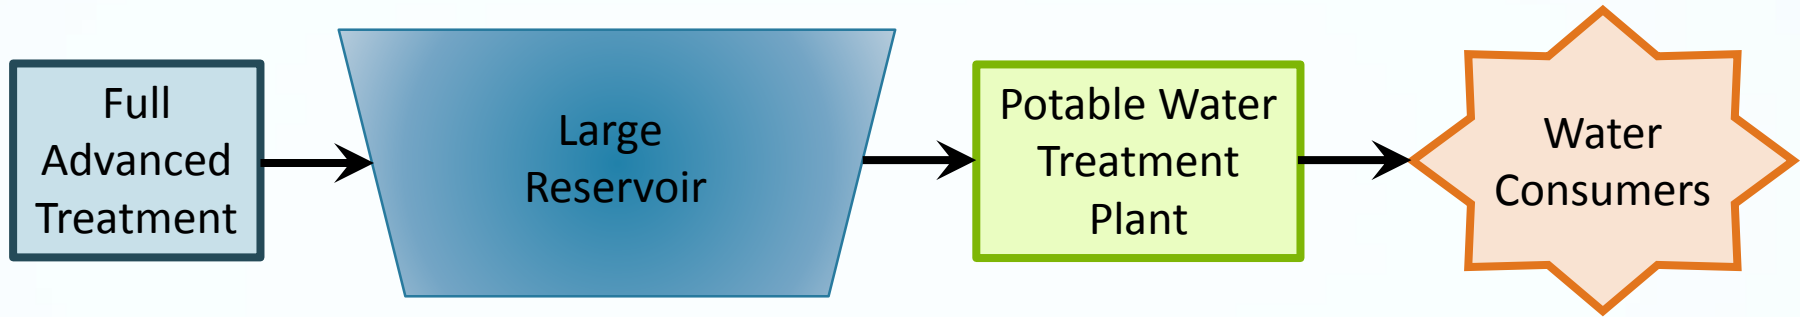 Full
Advanced
Treatment
Large
Reservoir
Potable Water
Treatment
Plant
Water
Consumers